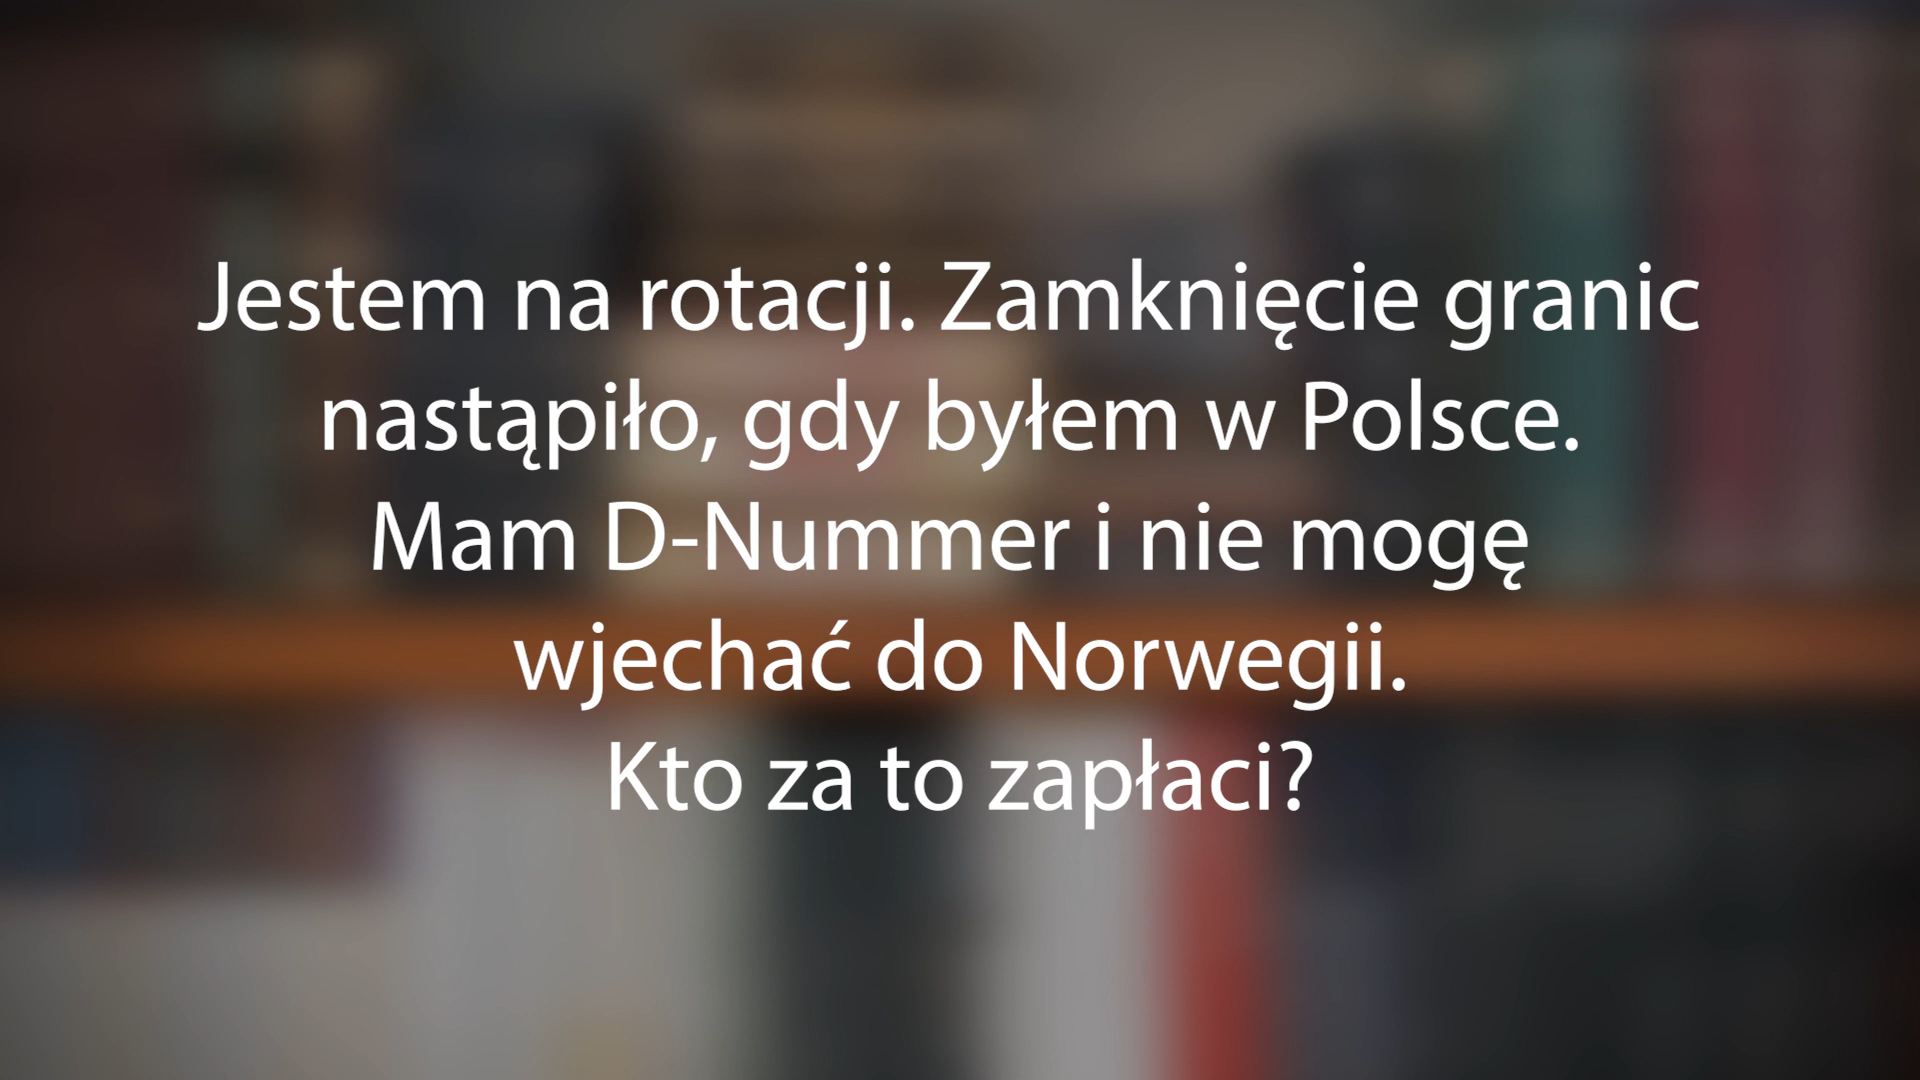 Jestem na rotacji. Zamknięcie granic
nastąpiło, gdy byłem w Polsce.
Mam D-Nummer i nie mogę
wjechać do Norwegii.
Kto za to zapłaci?